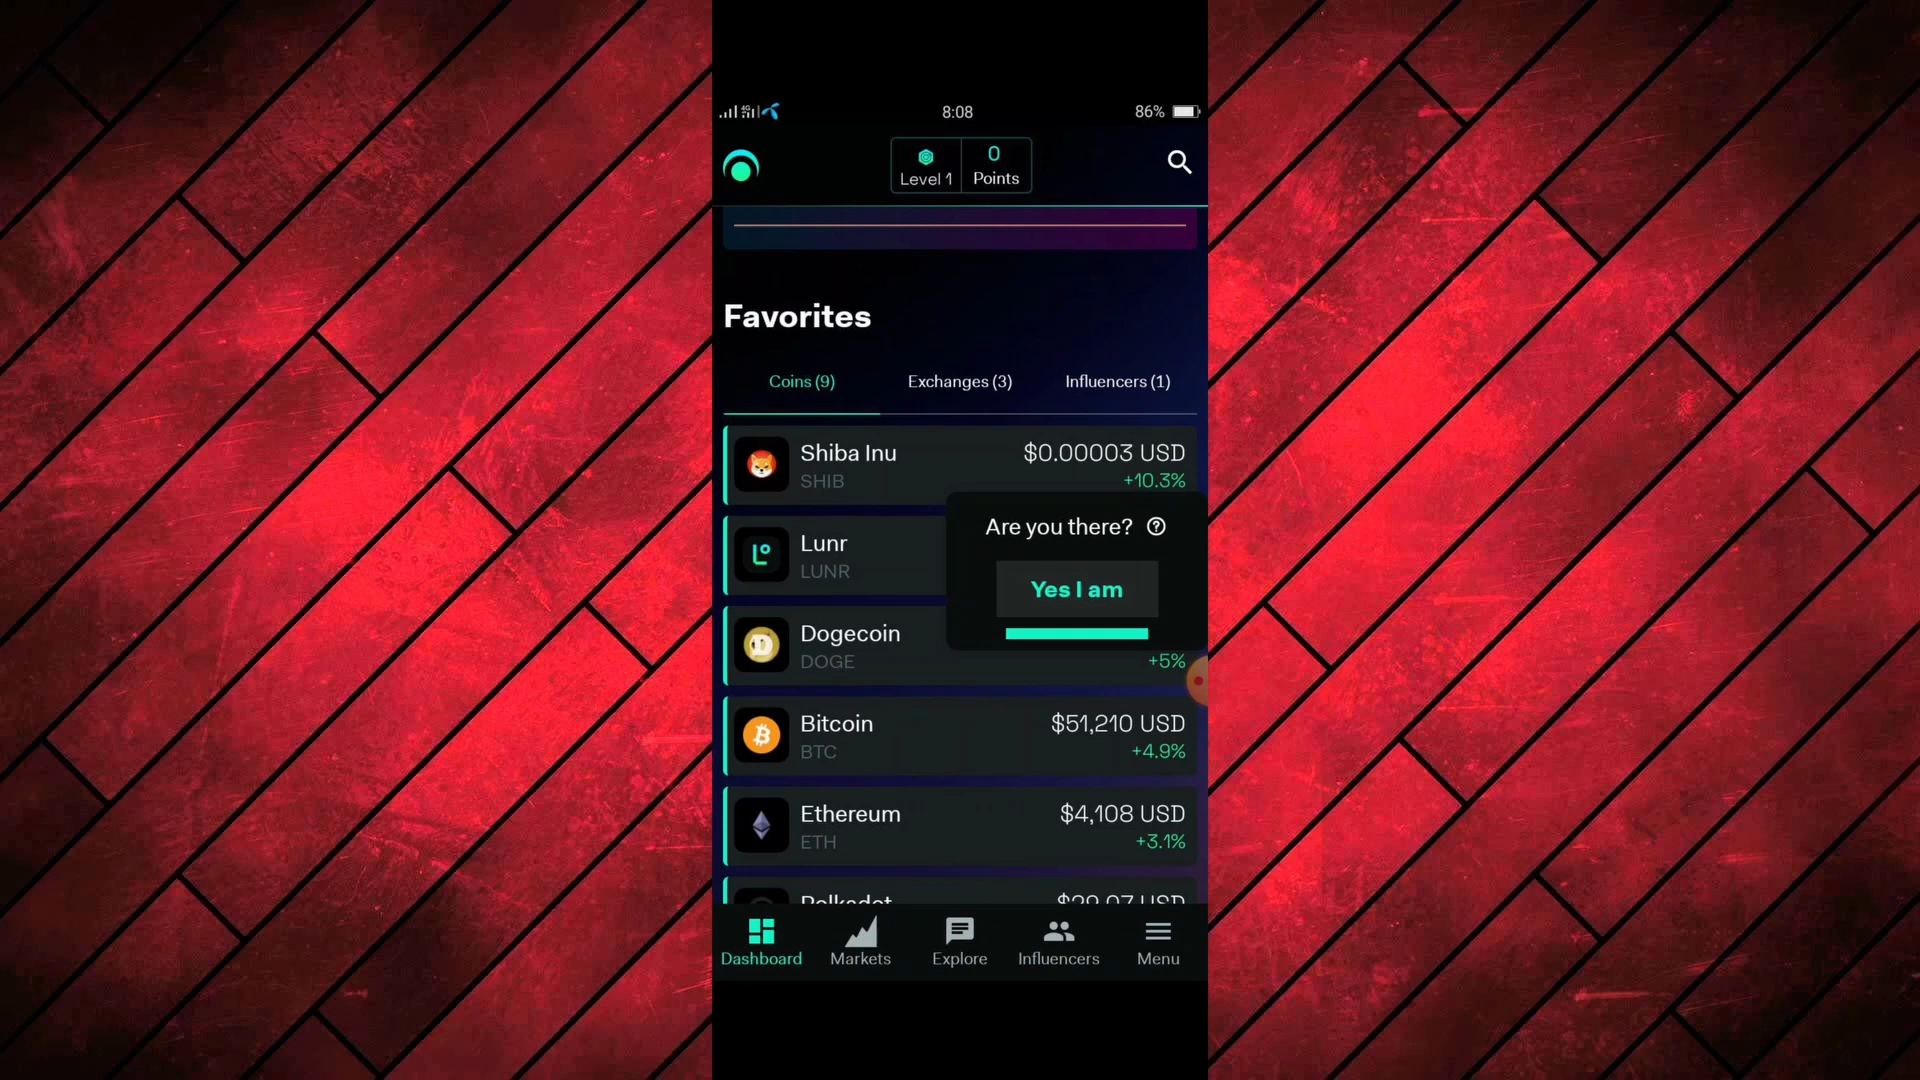 8:08
86%
Level 1
0
Points
Favorites
Coins (9)
Exchanges (3)
Influencers (1)
Shiba Inu
$0.00003 USD
SHIB
+10.3%
Are you there?
Yes I am
Lunr
LUNR
Dogecoin
DOGE
+5%
Bitcoin
$51,210 USD
BTC
+4.9%
Ethereum
$4,108 USD
ETH
+3.1%
Polkadot
Dashboard
Markets
Explore
Influencers
Menu